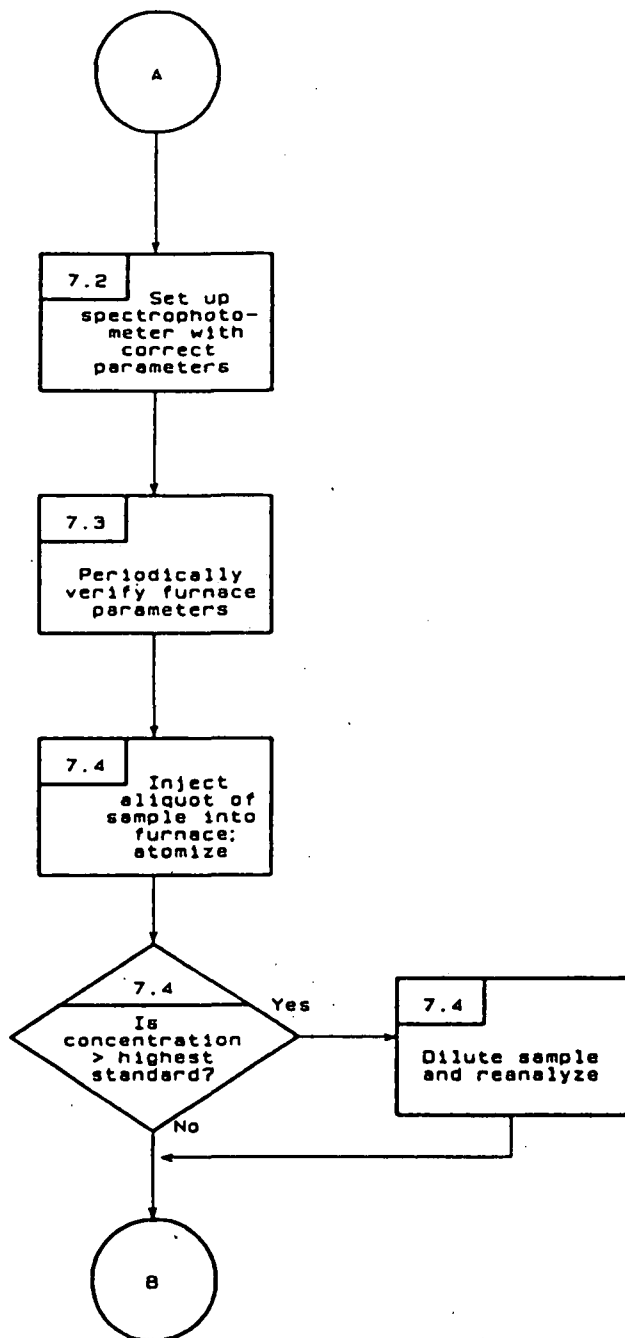 A
7.2
Set up
spectrophoto-
meter with
correct
parameters
7.3
Periodically
verify furnace
parameters
7.4
Inject
aliquot of
sample into
furnace;
atomize
7.4
Is
concentration
> highest
standard?
Yes
7.4
Dilute sample
and reanalyze
No
B